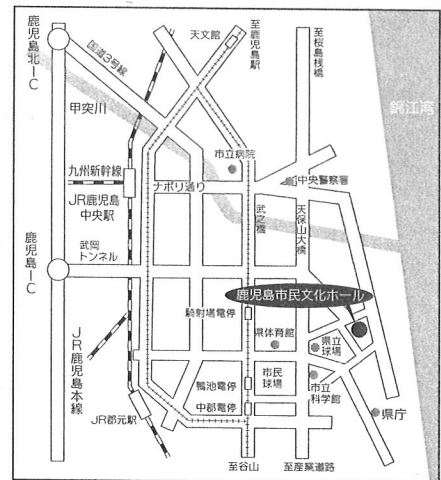 鹿児島北IC
国道3号線
天文館
至鹿児島駅
至桜島桟橋
錦江湾
甲突川
市立病院
九州新幹線
ナポリ通り
中央警察署
JR鹿児島
中央駅
武之橋
天保山大橋
武岡
トンネル
鹿児島IC
鹿児島市民文化ホール
騎射場電停
県体育館
県立
球場
JR鹿児島本線
鴨池電停
市民
球場
市立
科学館
中郡電停
県庁
JR郡元駅
至谷山
至産業道路